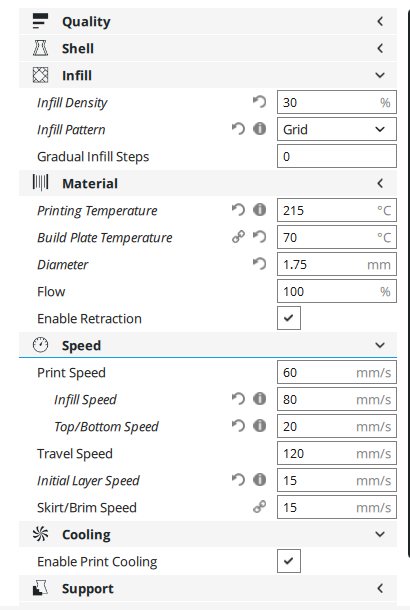 Quality
Shell
Infill
Infill Density 30 %
Infill Pattern Grid
Gradual Infill Steps 0
Material
Printing Temperature 215 °C
Build Plate Temperature 70 °C
Diameter 1.75 mm
Flow 100 %
Enable Retraction
Speed
Print Speed 60 mm/s
Infill Speed 80 mm/s
Top/Bottom Speed 20 mm/s
Travel Speed 120 mm/s
Initial Layer Speed 15 mm/s
Skirt/Brim Speed 15 mm/s
Cooling
Enable Print Cooling
Support